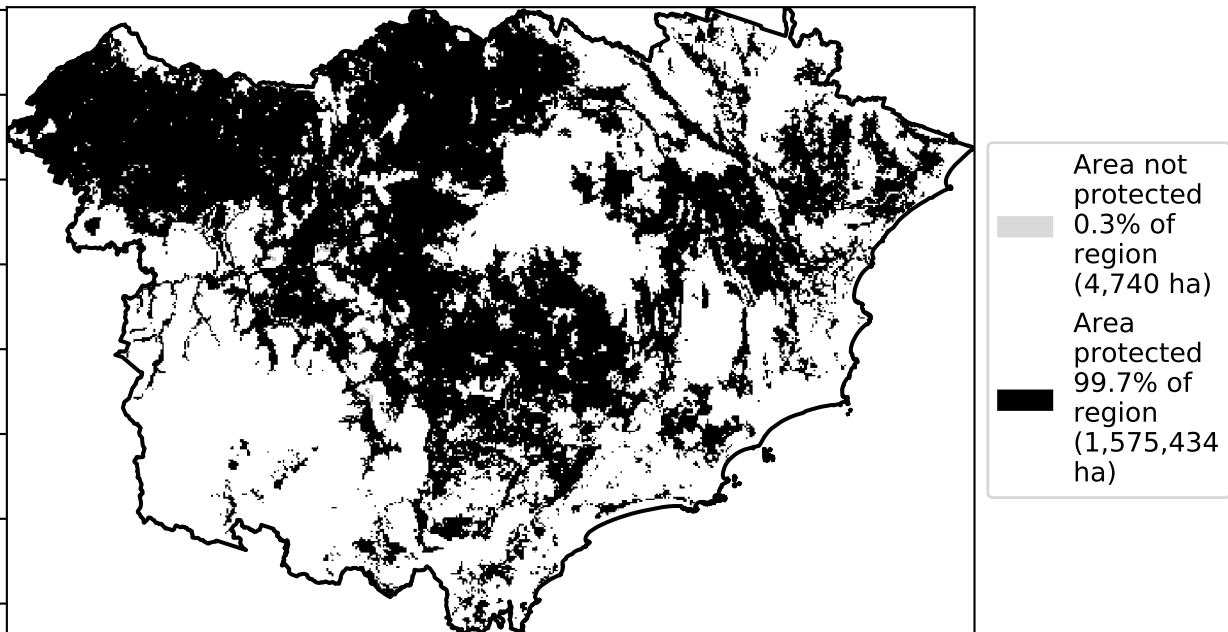 Area not
protected
0.3% of
region
(4,740 ha)
Area
protected
99.7% of
region
(1,575,434
ha)